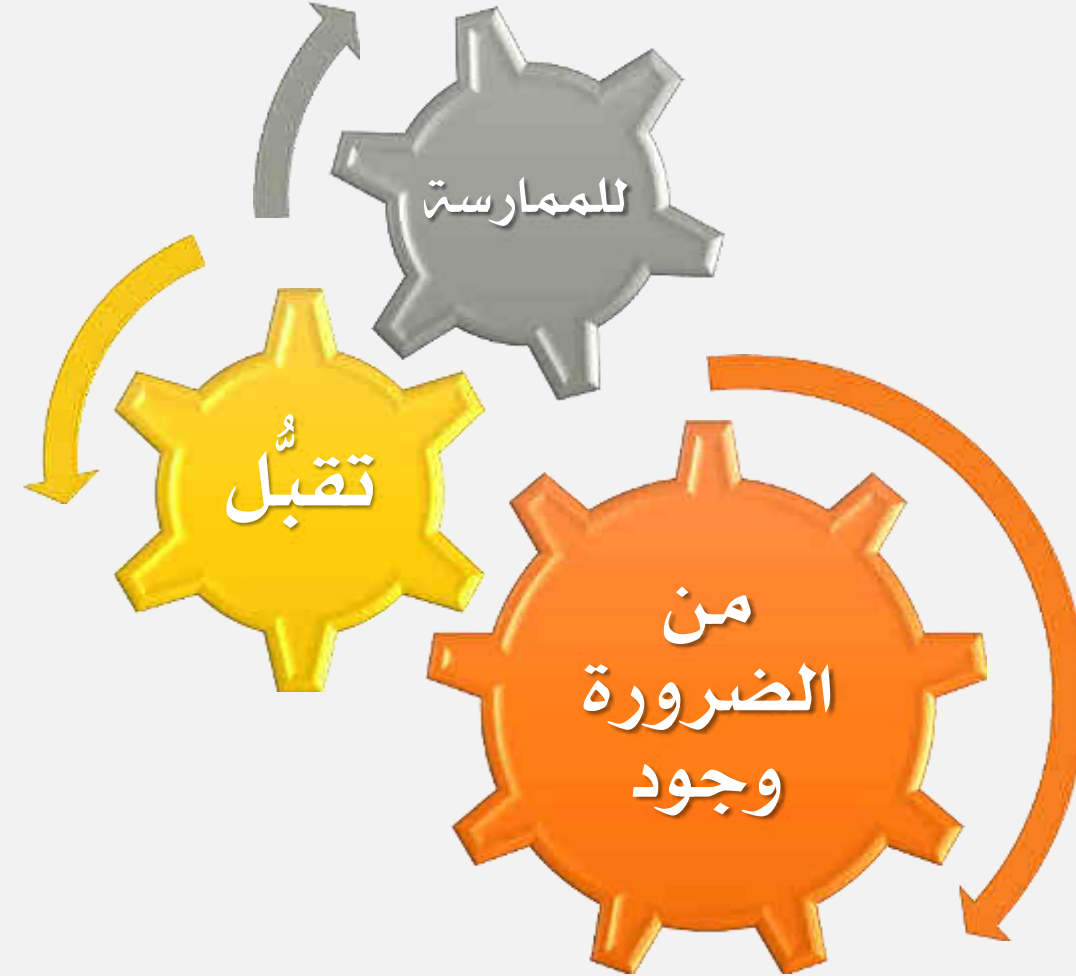 من
الضرورة
وجود
تقبُّل
للممارسة